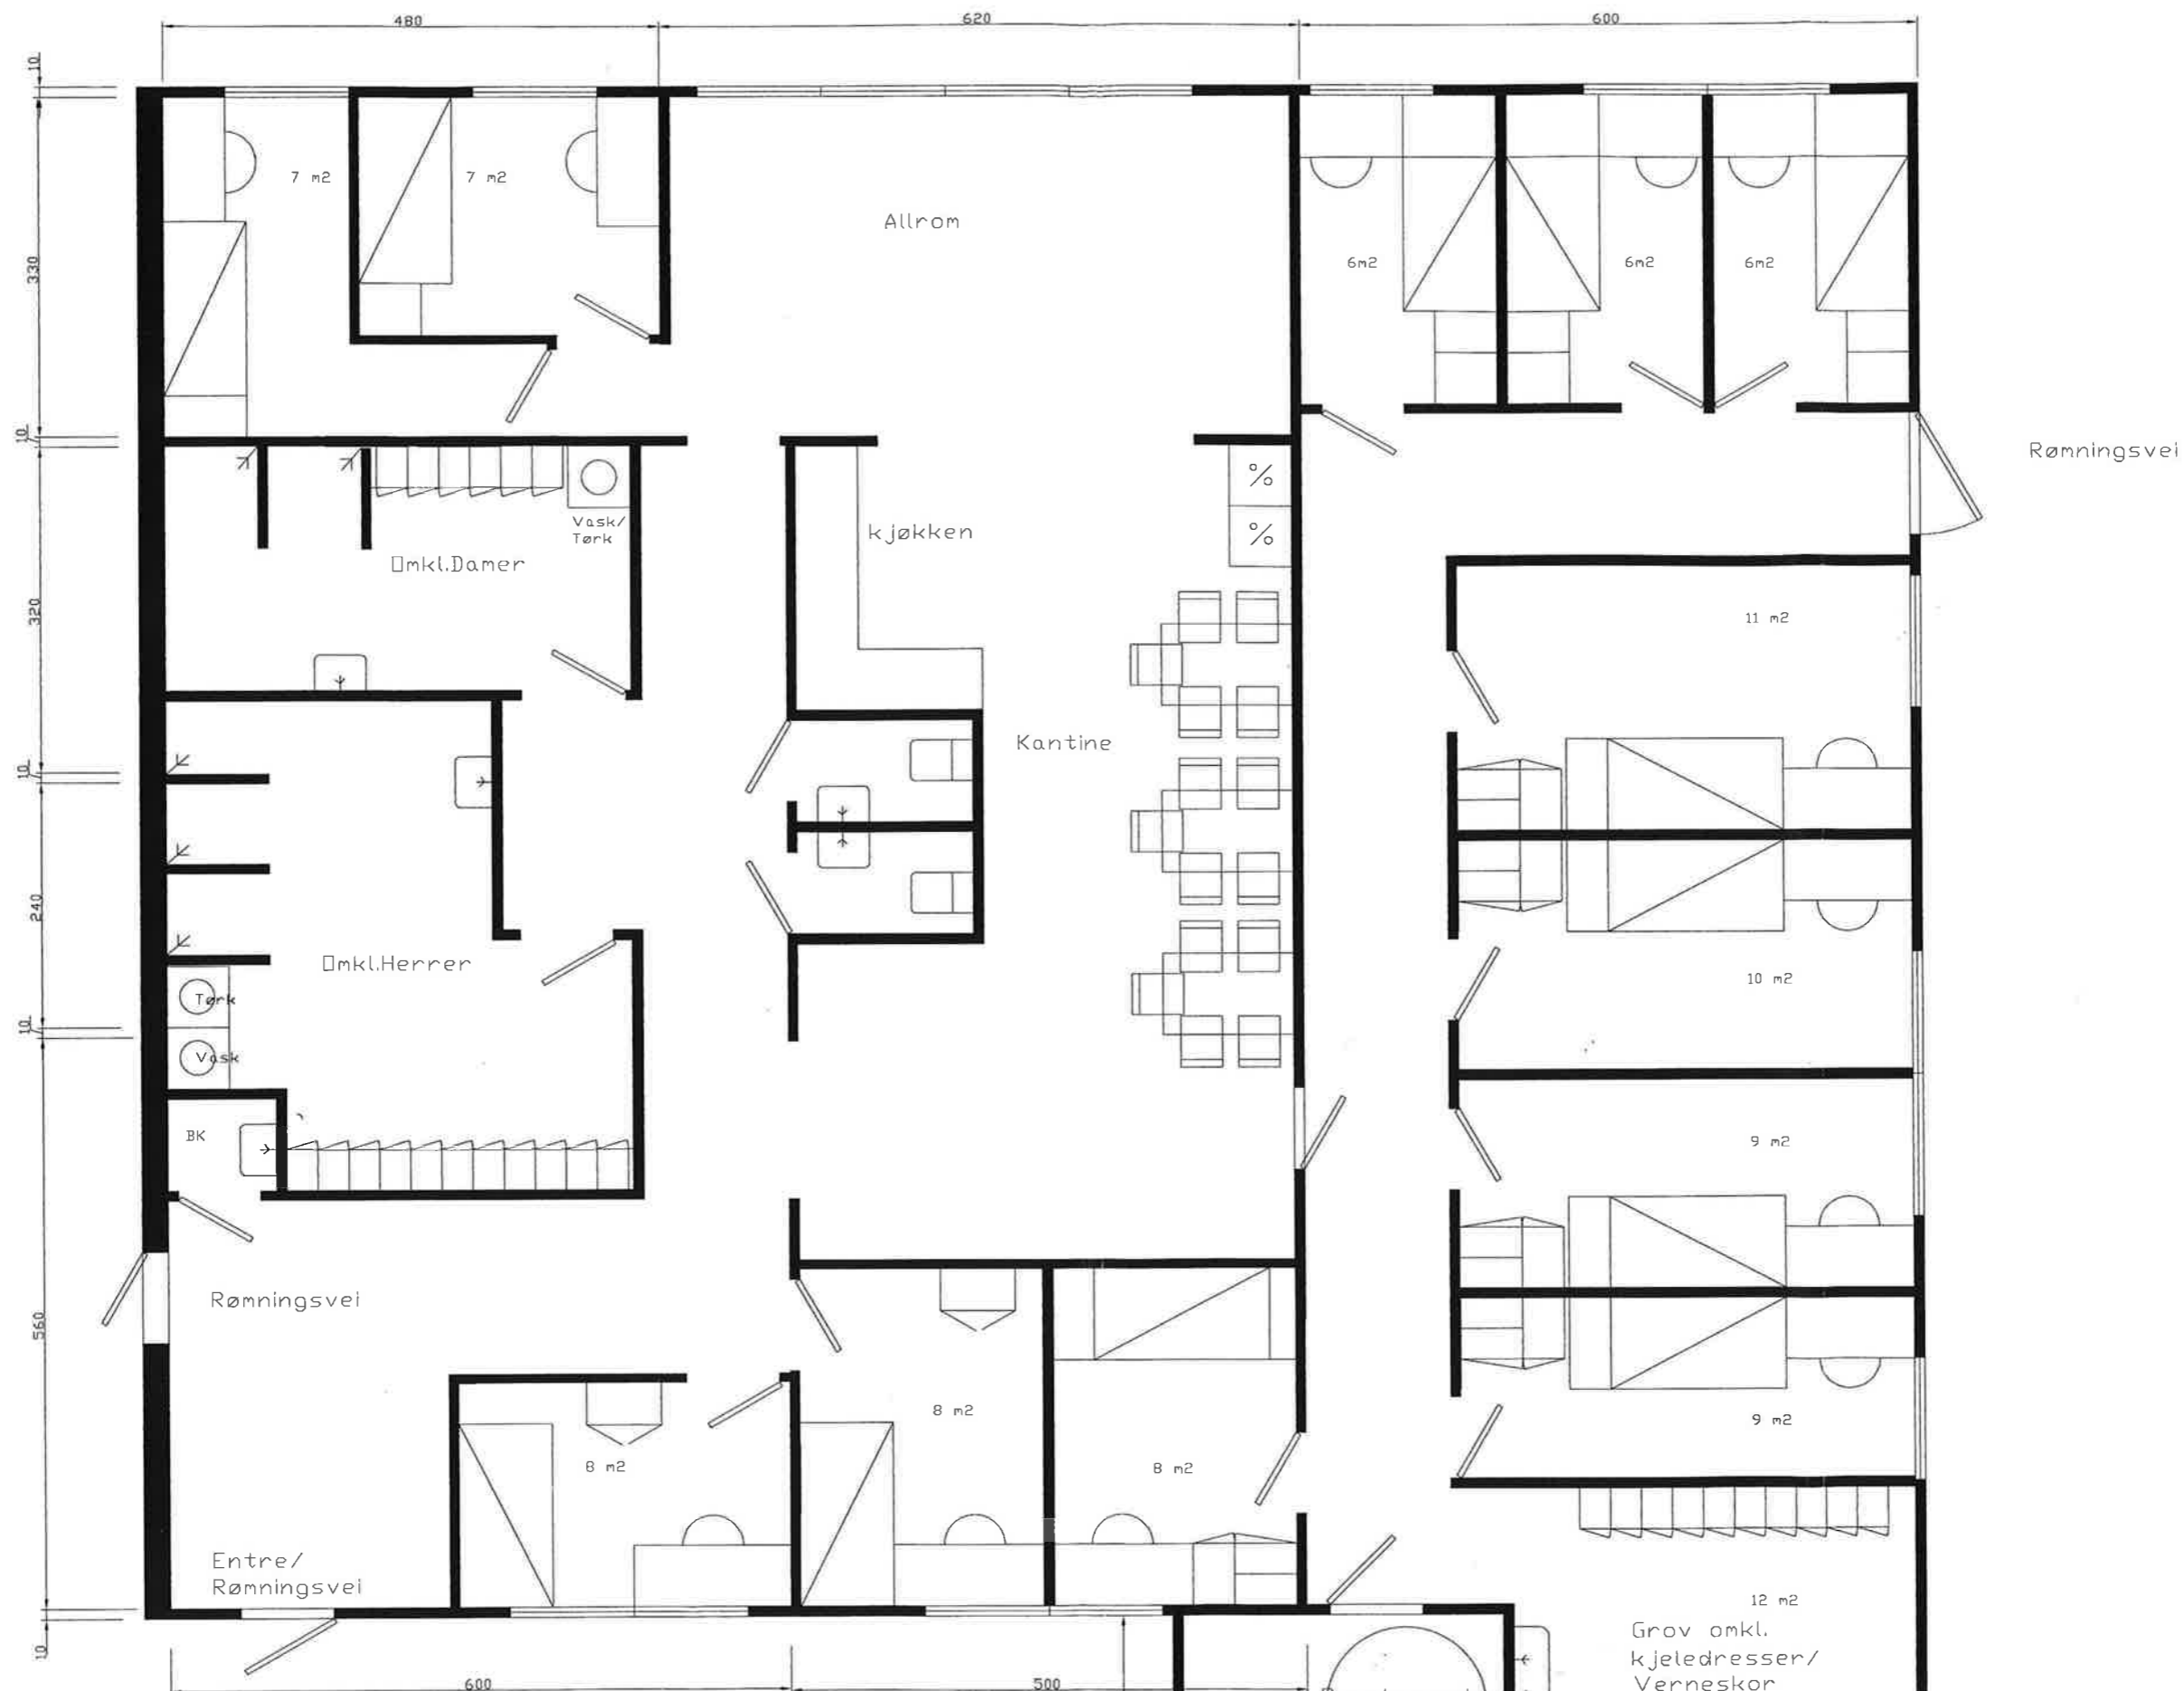 480
620
600
10
330
10
320
10
240
10
560
10
7 m2
7 m2
Allrom
6m2
6m2
6m2
Rømningsvei
Vask/
Tørk
Omkl.Damer
kjøkken
%
%
11 m2
Kantine
Omkl.Herrer
Tørk
Vask
10 m2
BK
9 m2
Rømningsvei
8 m2
8 m2
8 m2
9 m2
Entre/
Rømningsvei
12 m2
Grov omkl.
kjeledresser/
Verneskor
600
500